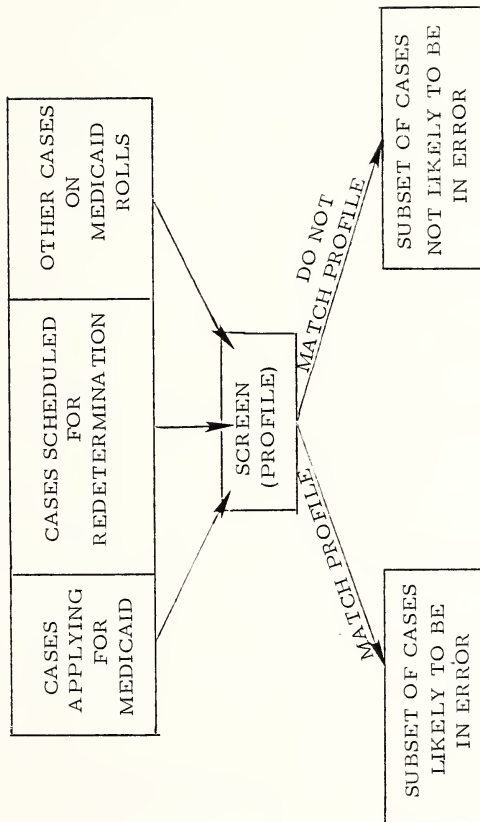 CASES
APPLYING
FOR
MEDICAID
CASES SCHEDULED
FOR
REDETERMINATION
OTHER CASES
ON
MEDICAID
ROLLS
SCREEN
(PROFILE)
MATCH PROFILE
DO NOT
MATCH PROFILE
SUBSET OF CASES
LIKELY TO BE
IN ERROR
SUBSET OF CASES
NOT LIKELY TO BE
IN ERROR